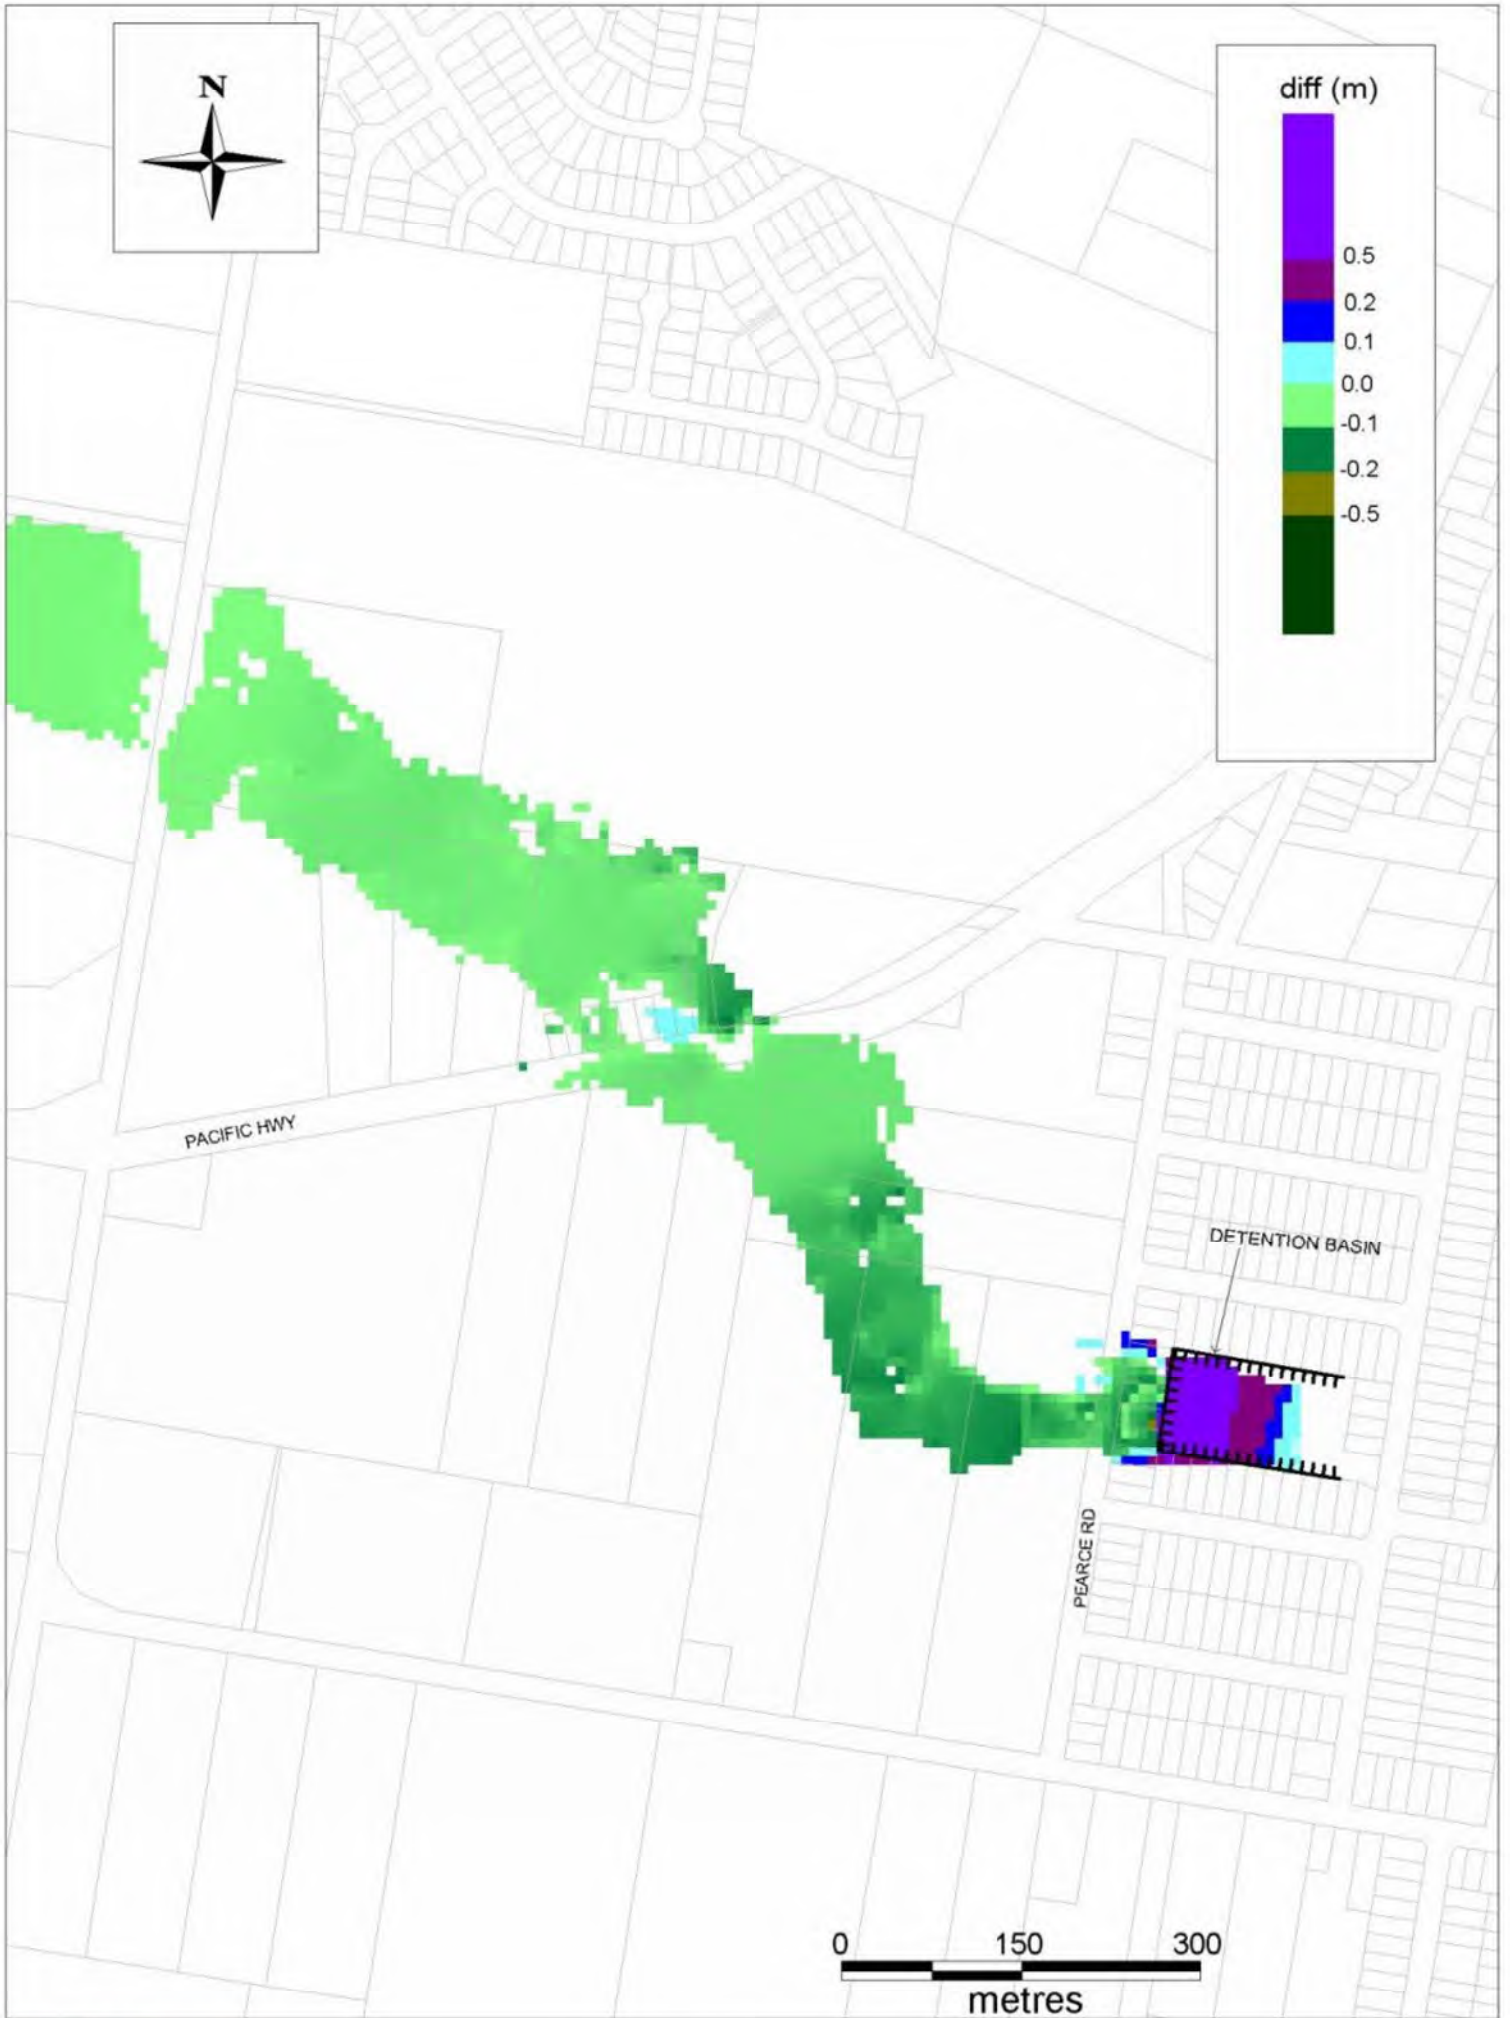 N
diff (m)
0.5
0.2
0.1
0.0
-0.1
-0.2
-0.5
PACIFIC HWY
DETENTION BASIN
PEARCE RD
0 150 300
metres